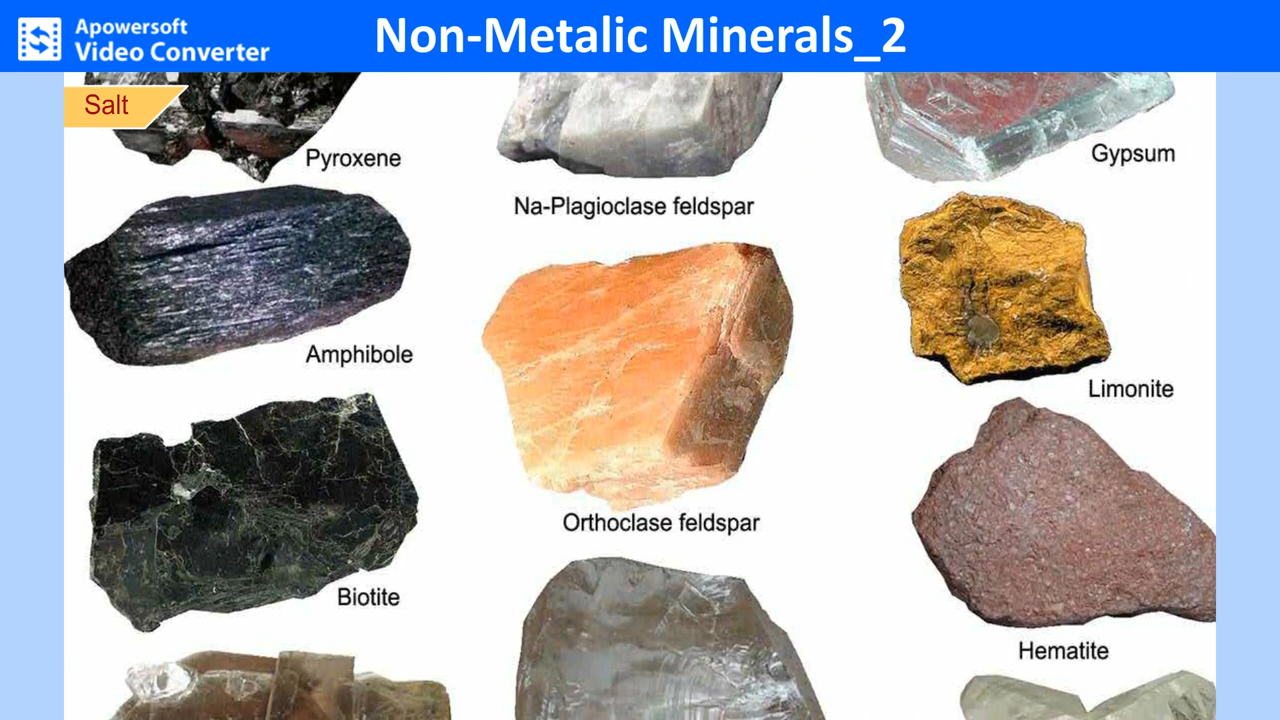 Apowersoft
Video Converter
Non-Metalic Minerals_2
Salt
Pyroxene
Na-Plagioclase feldspar
Gypsum
Amphibole
Orthoclase feldspar
Limonite
Biotite
Hematite